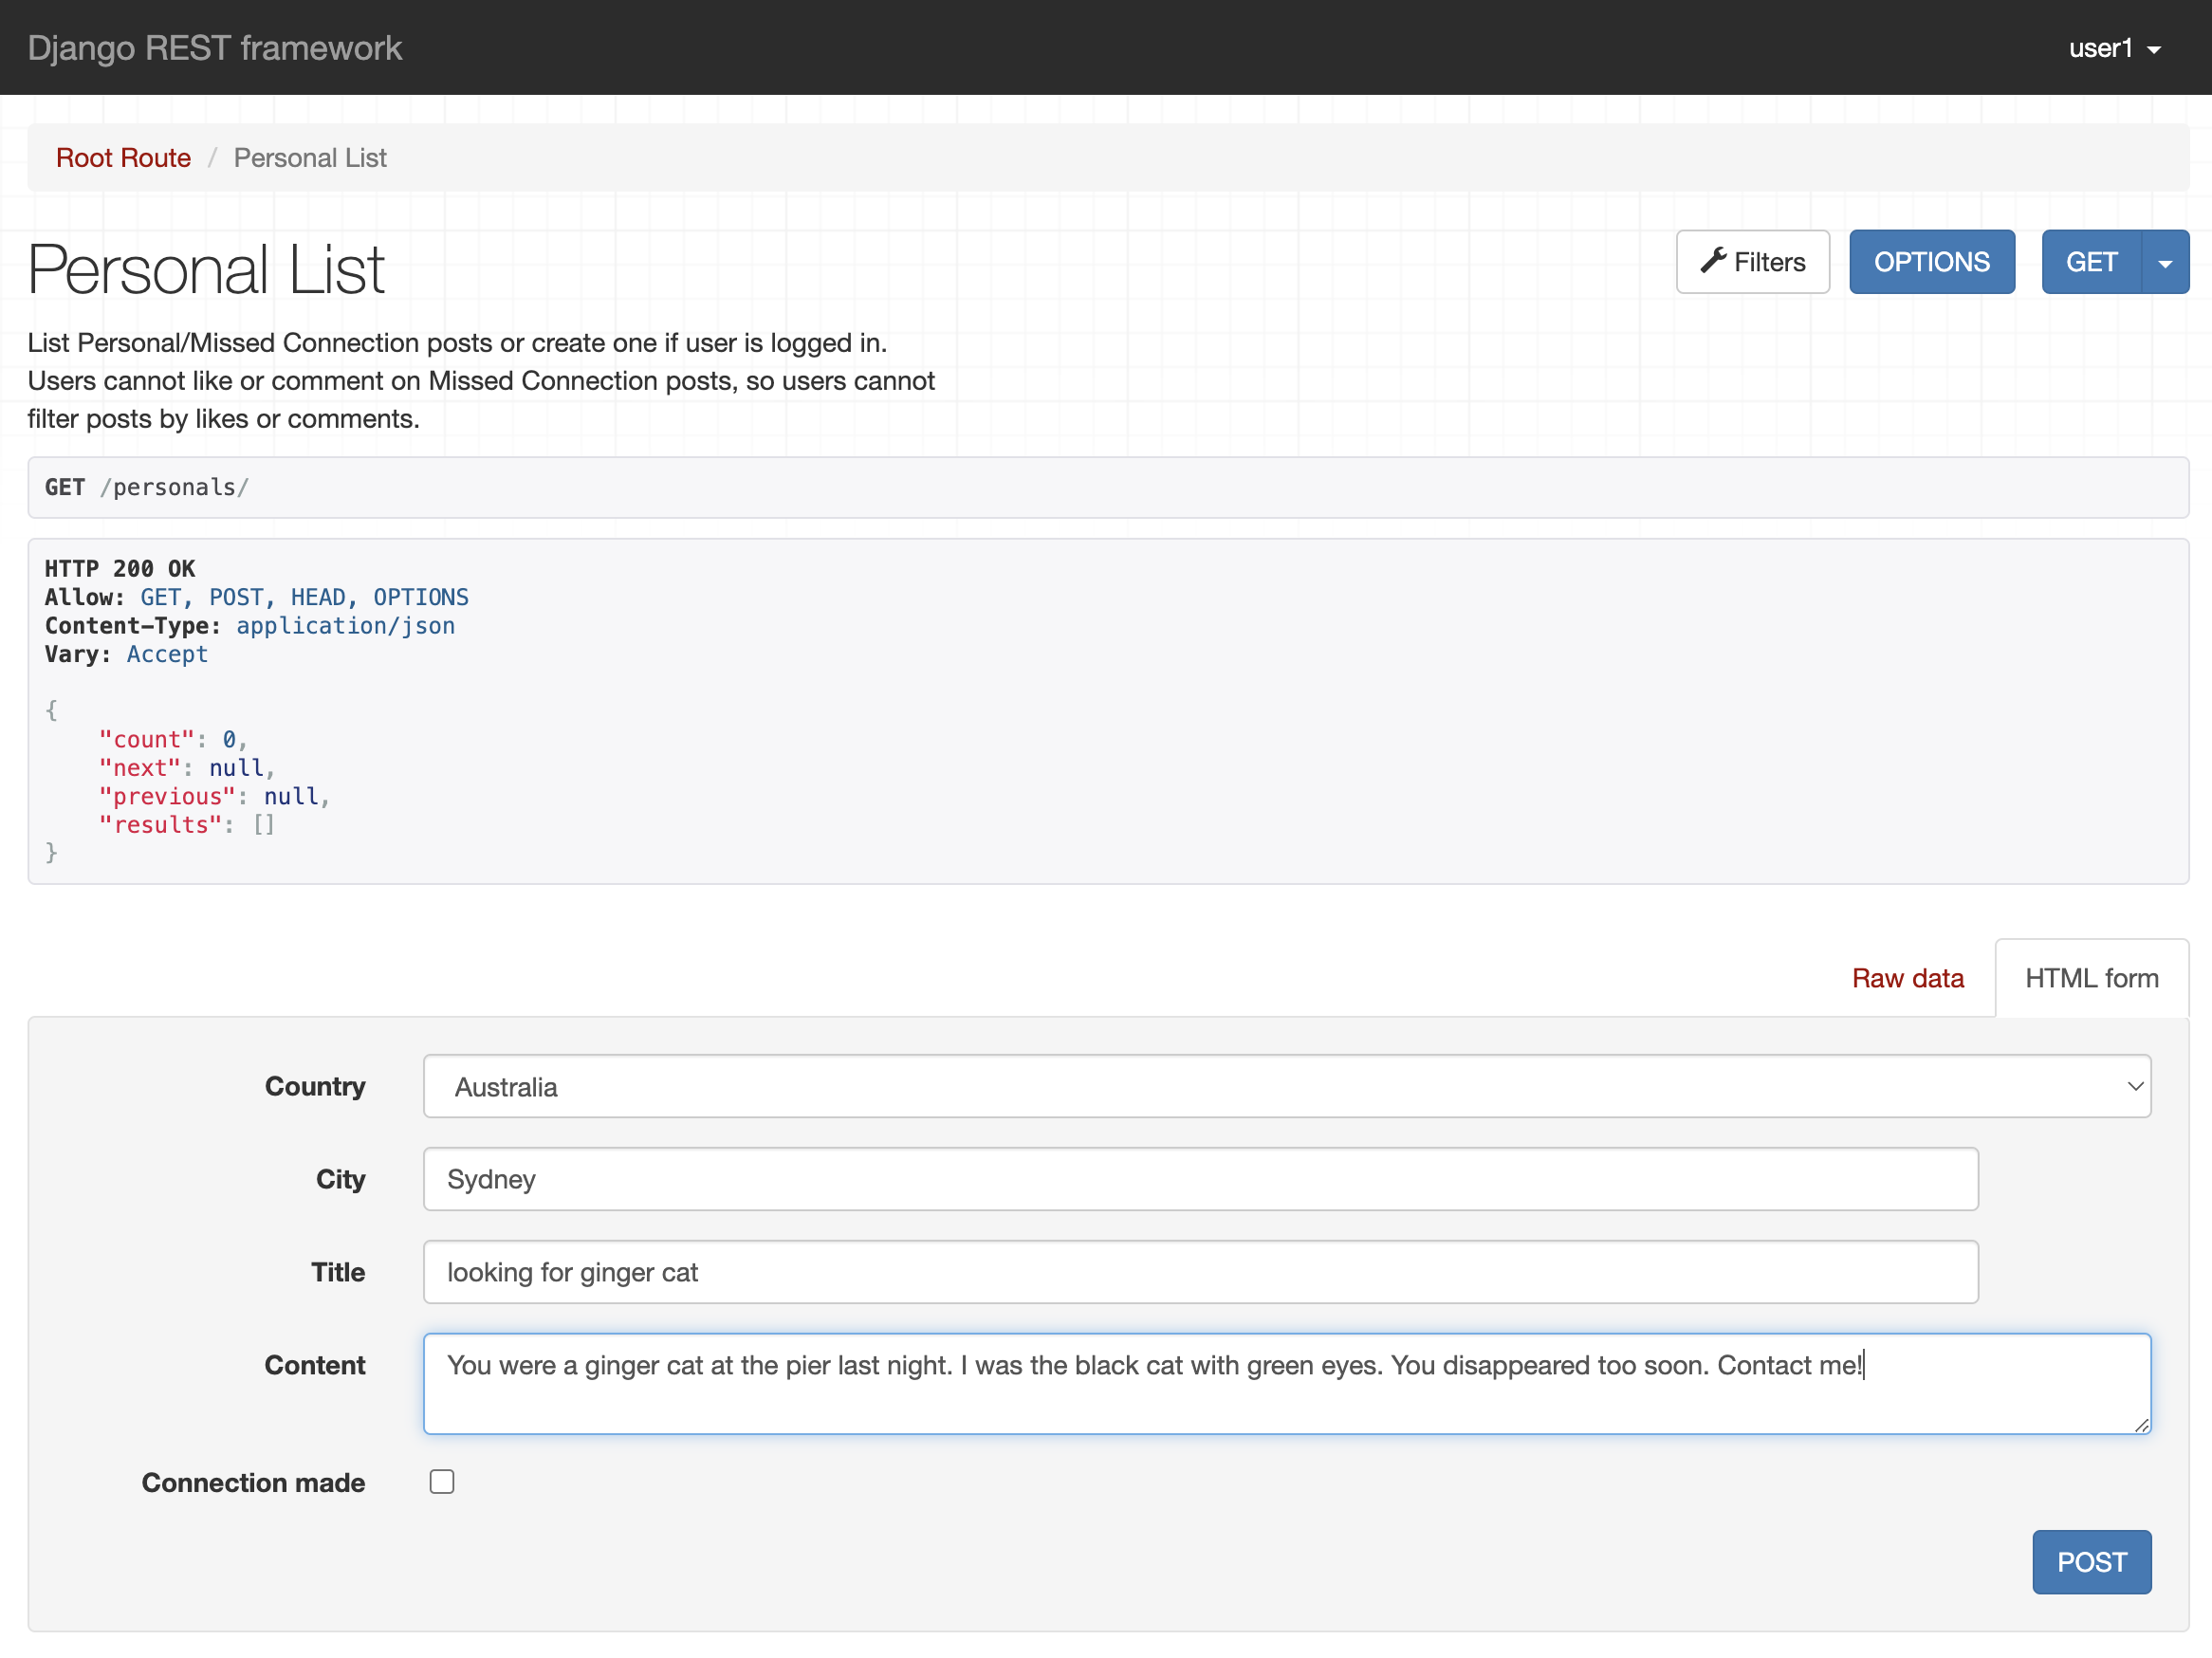 Django REST framework
user1
Root Route / Personal List
Personal List
Filters
OPTIONS
GET
List Personal/Missed Connection posts or create one if user is logged in.
Users cannot like or comment on Missed Connection posts, so users cannot
filter posts by likes or comments.
GET /personals/
HTTP 200 OK
Allow: GET, POST, HEAD, OPTIONS
Content-Type: application/json
Vary: Accept
{
    "count": 0,
    "next": null,
    "previous": null,
    "results": []
}
Raw data
HTML form
Country
Australia
City
Sydney
Title
looking for ginger cat
Content
You were a ginger cat at the pier last night. I was the black cat with green eyes. You disappeared too soon. Contact me!
Connection made
POST